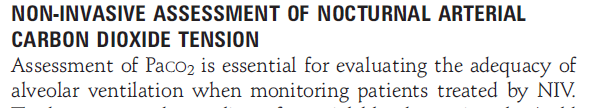 NON-INVASIVE ASSESSMENT OF NOCTURNAL ARTERIAL
CARBON DIOXIDE TENSION
Assessment of PaCO₂ is essential for evaluating the adequacy of
alveolar ventilation when monitoring patients treated by NIV.